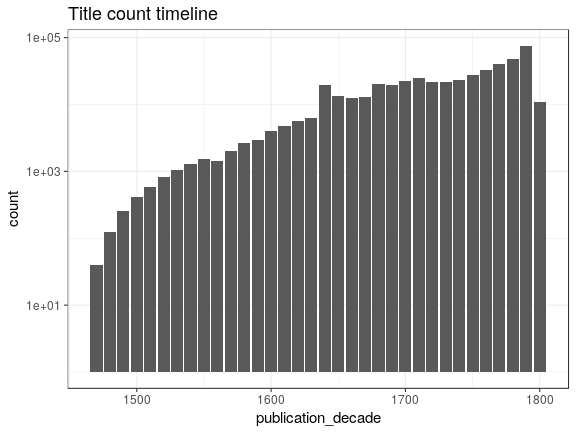 Title count timeline
1e+05
1e+03
1e+01
count
1500 1600 1700 1800
publication_decade